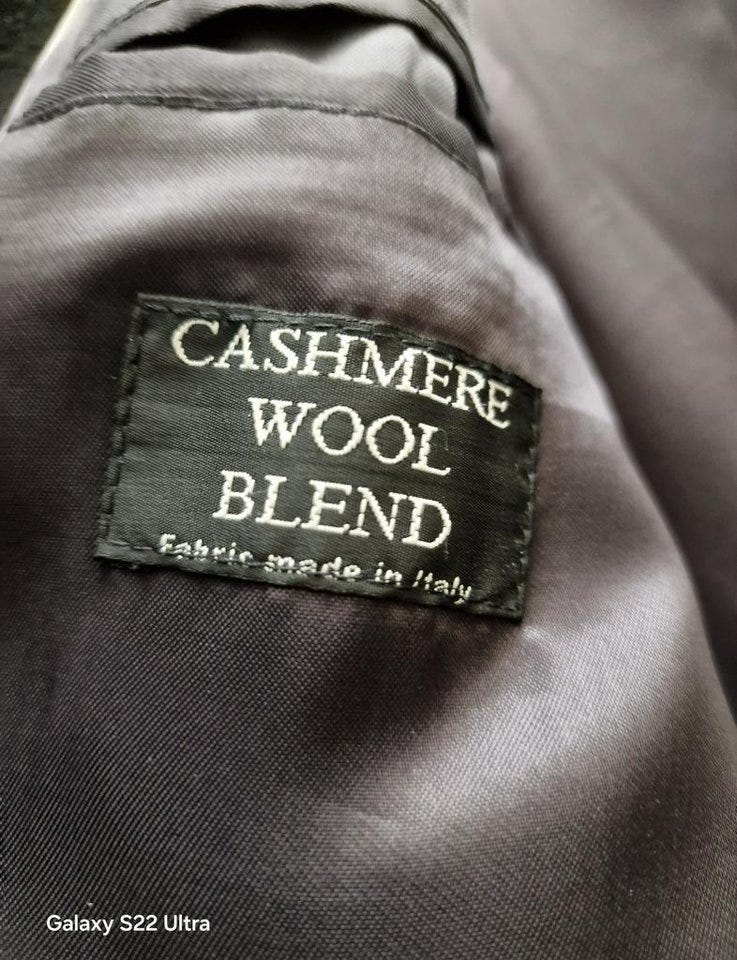 CASHMERE
WOOL
BLEND
Fabric made in Italy
Galaxy S22 Ultra